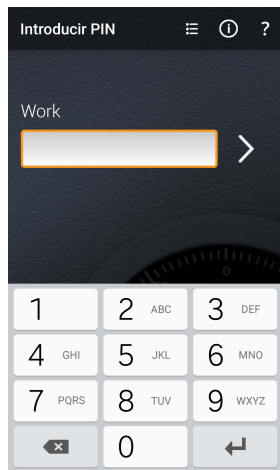 Introducir PIN ?
Work
0
1
2 ABC
3 DEF
4 GHI
5 JKL
6 MNO
7 PQRS
8 TUV
9 WXYZ
0